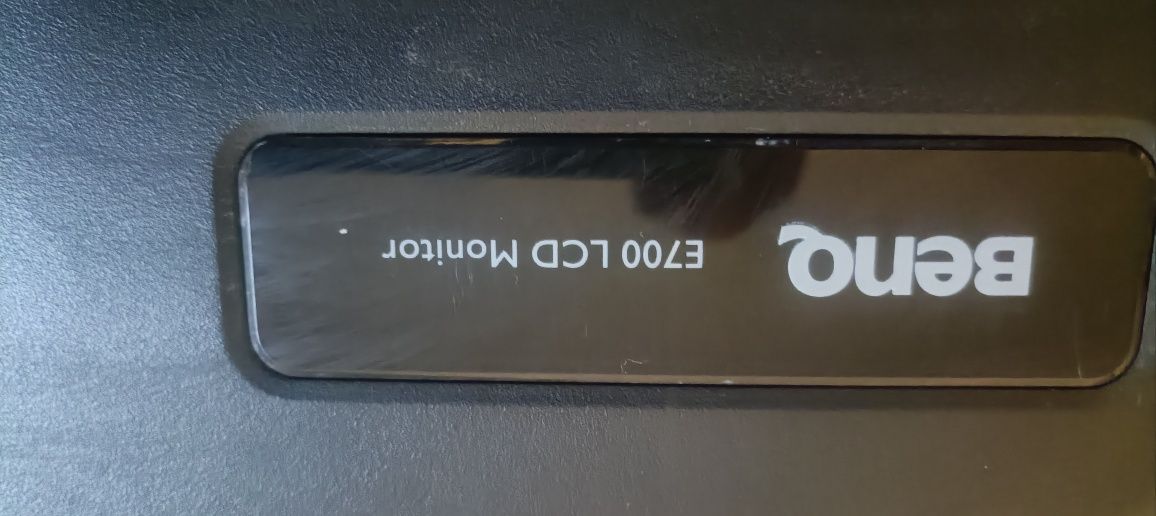 BenQ E700 LCD Monitor